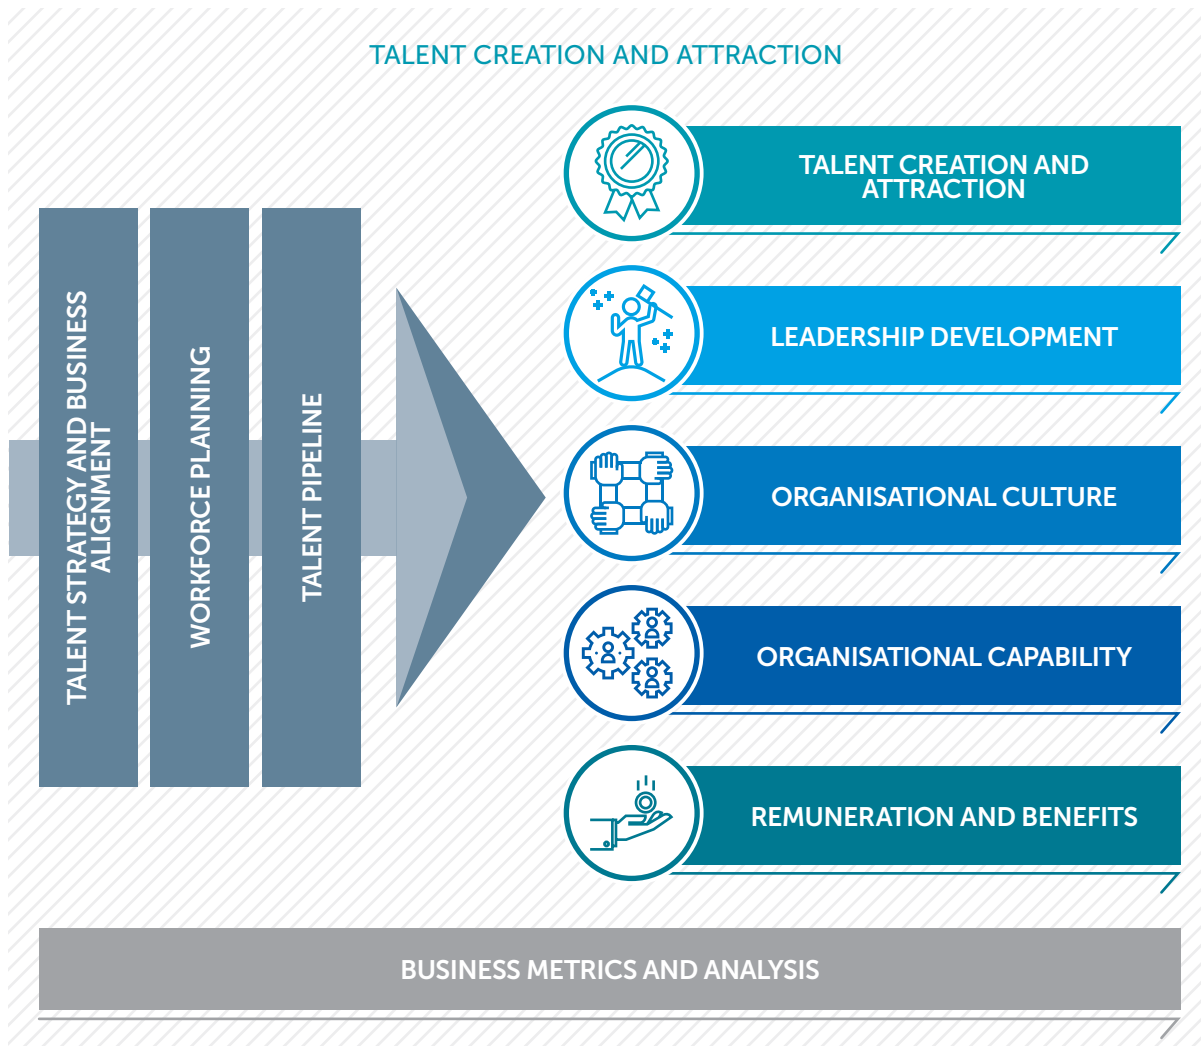 TALENT CREATION AND ATTRACTION
TALENT STRATEGY AND BUSINESS
ALIGNMENT
WORKFORCE PLANNING
TALENT PIPELINE
TALENT CREATION AND
ATTRACTION
LEADERSHIP DEVELOPMENT
ORGANISATIONAL CULTURE
ORGANISATIONAL CAPABILITY
REMUNERATION AND BENEFITS
BUSINESS METRICS AND ANALYSIS